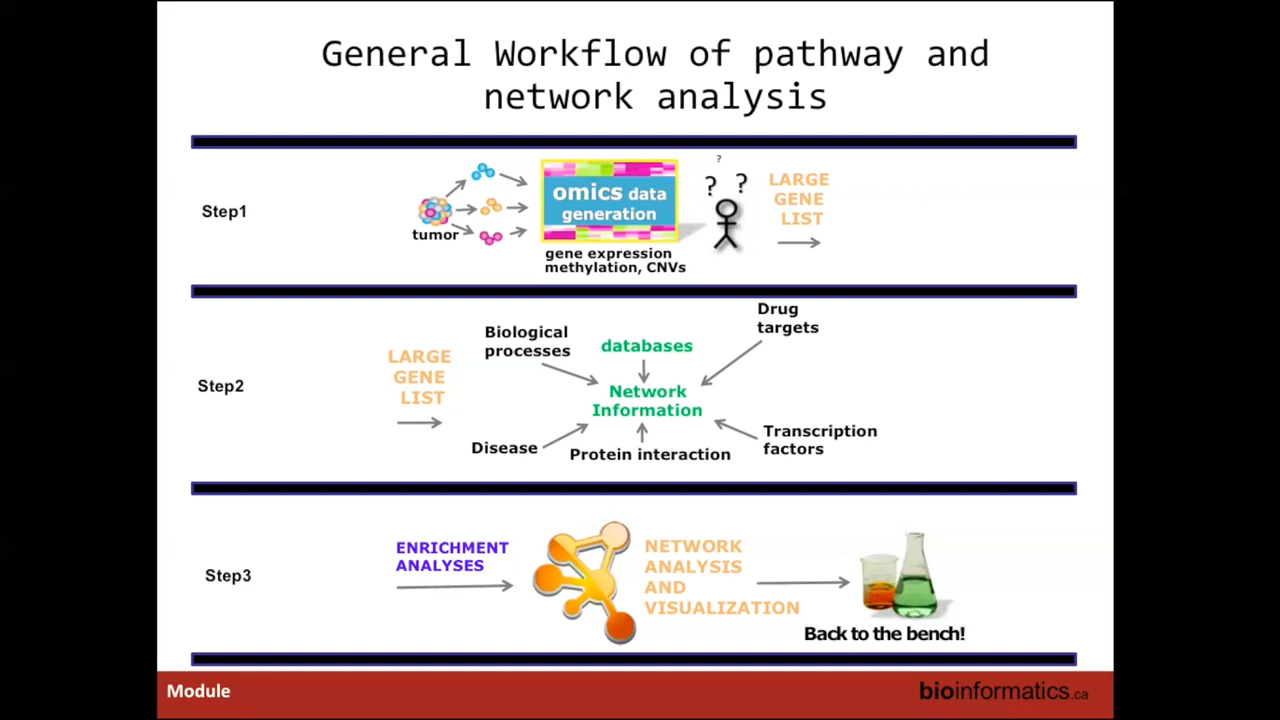 General Workflow of pathway and
network analysis
Step1
tumor
omics data
generation
gene expression
methylation, CNVs
?
? ?
LARGE
GENE
LIST
Step2
LARGE
GENE
LIST
Biological
processes
databases
Drug
targets
Network
Information
Disease
Protein interaction
Transcription
factors
Step3
ENRICHMENT
ANALYSES
NETWORK
ANALYSIS
AND
VISUALIZATION
Back to the bench!
Module
bioinformatics.ca